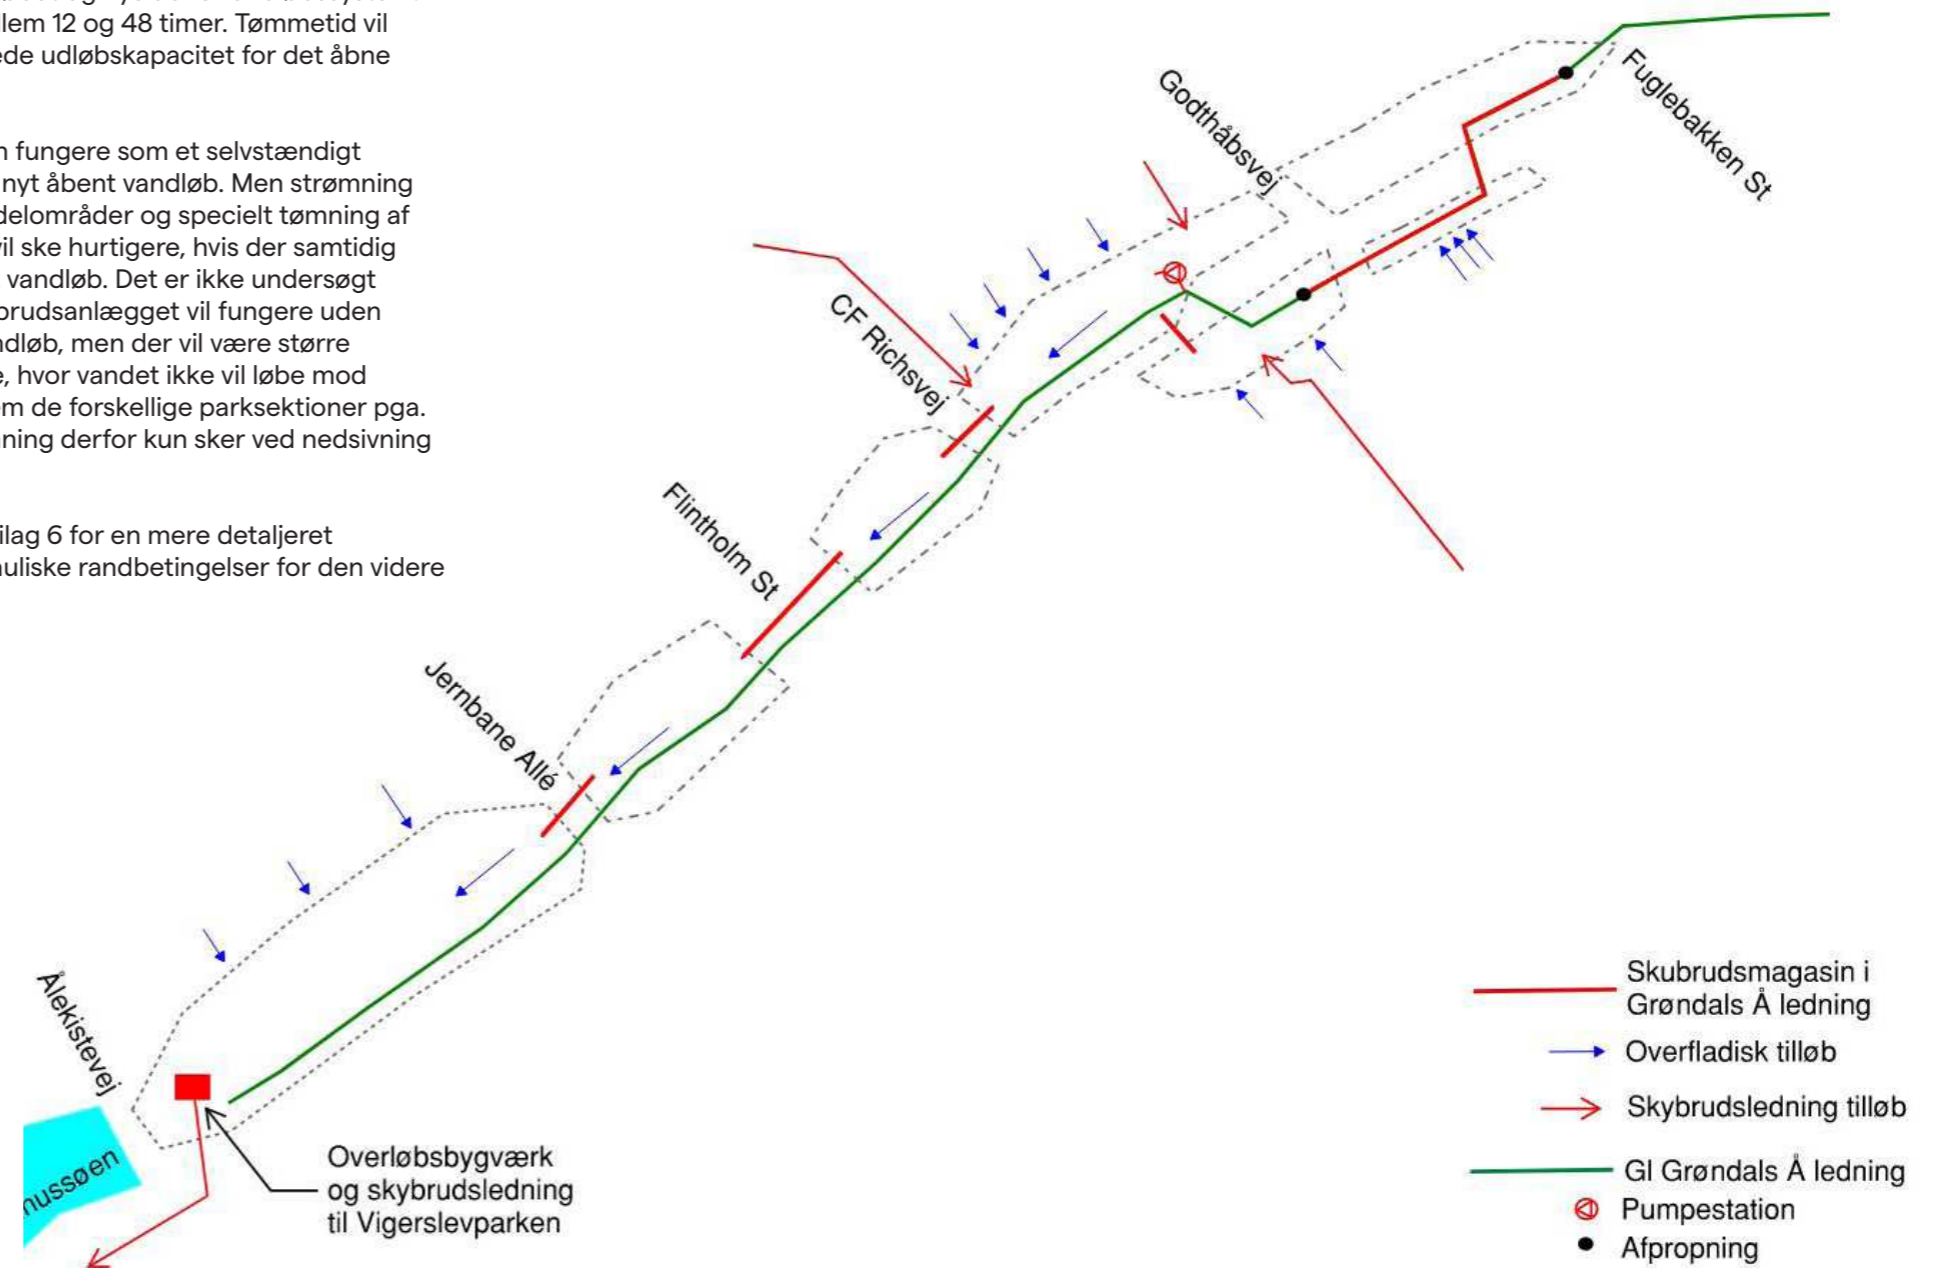 llem 12 og 48 timer. Tømmetid vil
ede udløbskapacitet for det åbne
n fungere som et selvstændigt
nyt åbent vandløb. Men strømning
delområder og specielt tømning af
vil ske hurtigere, hvis der samtidig
vandløb. Det er ikke undersøgt
brudsanlægget vil fungere uden
ndløb, men der vil være større
e, hvor vandet ikke vil løbe mod
em de forskellige parksektioner pga.
ning derfor kun sker ved nedsivning
ilag 6 for en mere detaljeret
auliske randbetingelser for den videre
Fuglebakken St
Godthåbsvej
CF Richsvej
Flintholm St
Jernbane Allé
Ålekistevej
nussøen
Overløbsbygværk
og skybrudsledning
til Vigerslevparken
Skubrudsmagasin i
Grøndals Å ledning
Overfladisk tilløb
Skybrudsledning tilløb
Gl Grøndals Å ledning
Pumpestation
Afpropning